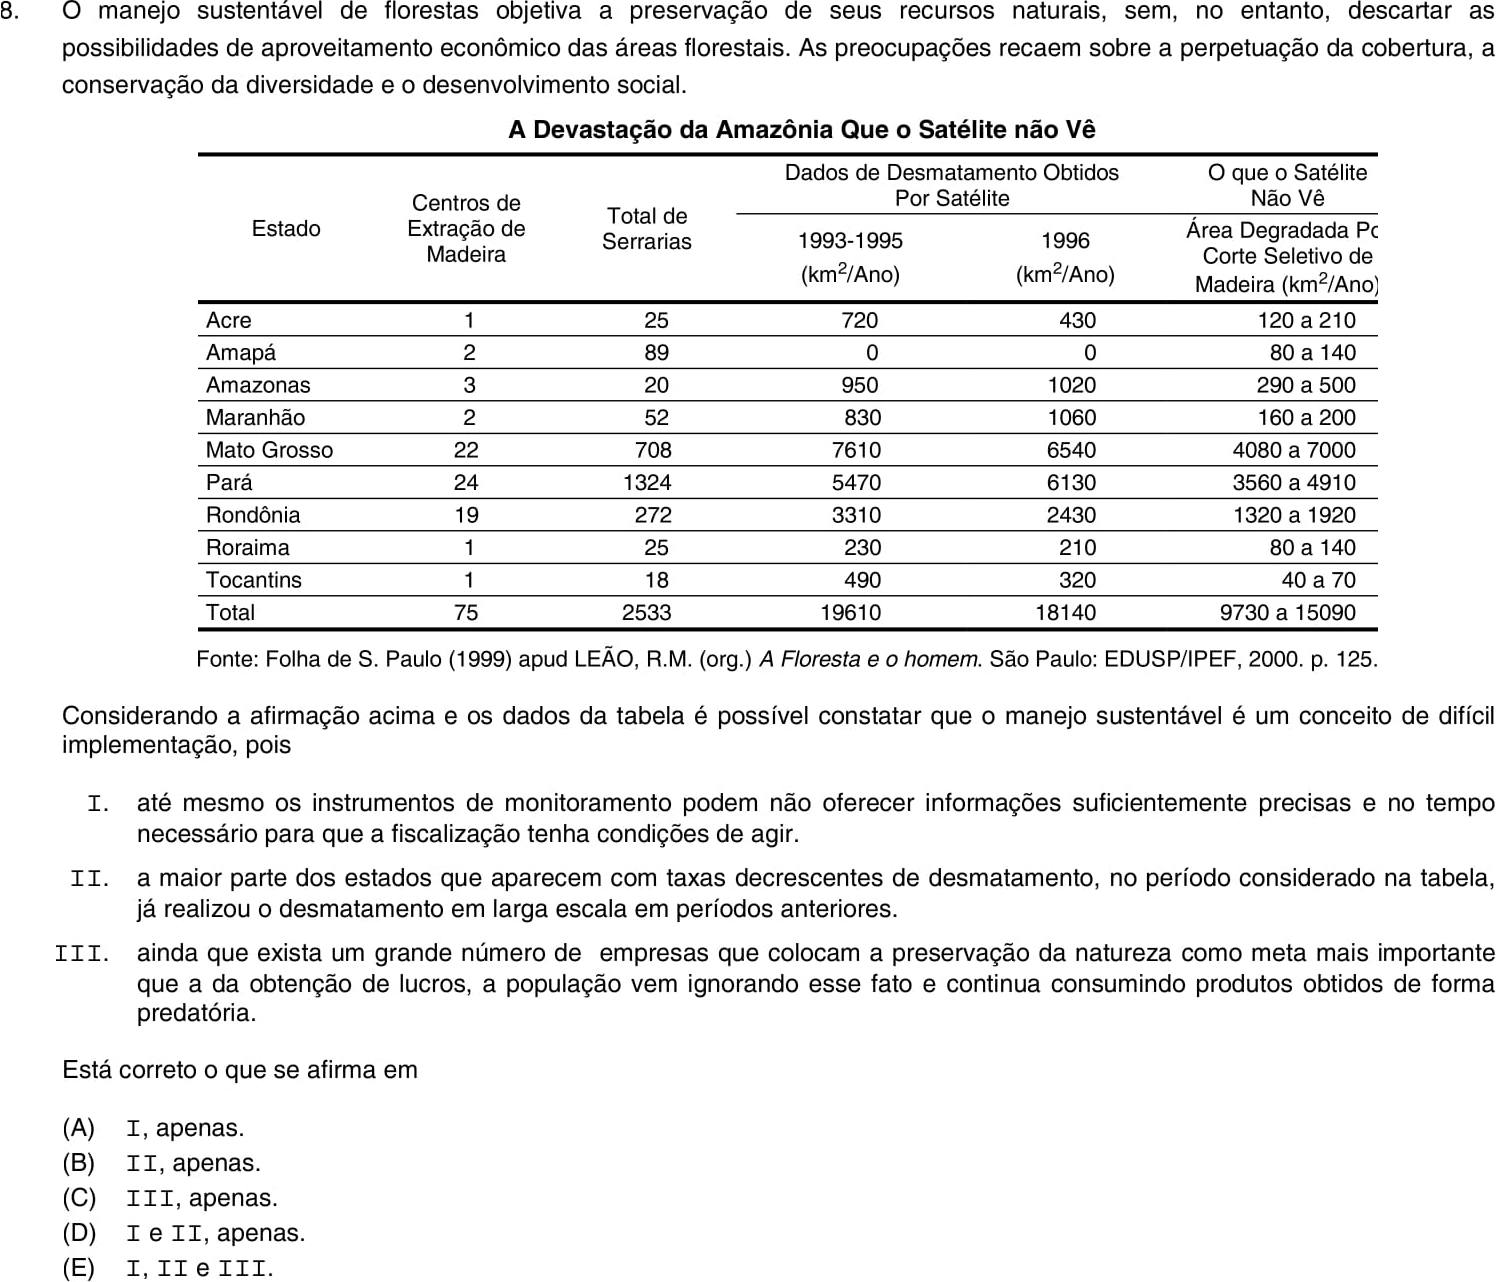 8. O manejo sustentável de florestas objetiva a preservação de seus recursos naturais, sem, no entanto, descartar as
possibilidades de aproveitamento econômico das áreas florestais. As preocupações recaem sobre a perpetuação da cobertura, a
conservação da diversidade e o desenvolvimento social.
A Devastação da Amazônia Que o Satélite não Vê
Estado
Centros de
Extração de
Madeira
Total de
Serrarias
Dados de Desmatamento Obtidos
Por Satélite
1993-1995
(km²/Ano)
1996
(km²/Ano)
O que o Satélite
Não Vê
Área Degradada Po
Corte Seletivo de
Madeira (km²/Ano)
Acre 1 25 720 430 120 a 210
Amapá 2 89 0 0 80 a 140
Amazonas 3 20 950 1020 290 a 500
Maranhão 2 52 830 1060 160 a 200
Mato Grosso 22 708 7610 6540 4080 a 7000
Pará 24 1324 5470 6130 3560 a 4910
Rondônia 19 272 3310 2430 1320 a 1920
Roraima 1 25 230 210 80 a 140
Tocantins 1 18 490 320 40 a 70
Total 75 2533 19610 18140 9730 a 15090
Fonte: Folha de S. Paulo (1999) apud LEÃO, R.M. (org.) A Floresta e o homem. São Paulo: EDUSP/IPEF, 2000. p. 125.
Considerando a afirmação acima e os dados da tabela é possível constatar que o manejo sustentável é um conceito de difícil
implementação, pois
I. até mesmo os instrumentos de monitoramento podem não oferecer informações suficientemente precisas e no tempo
necessário para que a fiscalização tenha condições de agir.
II. a maior parte dos estados que aparecem com taxas decrescentes de desmatamento, no período considerado na tabela,
já realizou o desmatamento em larga escala em períodos anteriores.
III. ainda que exista um grande número de empresas que colocam a preservação da natureza como meta mais importante
que a da obtenção de lucros, a população vem ignorando esse fato e continua consumindo produtos obtidos de forma
predatória.
Está correto o que se afirma em
(A) I, apenas.
(B) II, apenas.
(C) III, apenas.
(D) I e II, apenas.
(E) I, II e III.